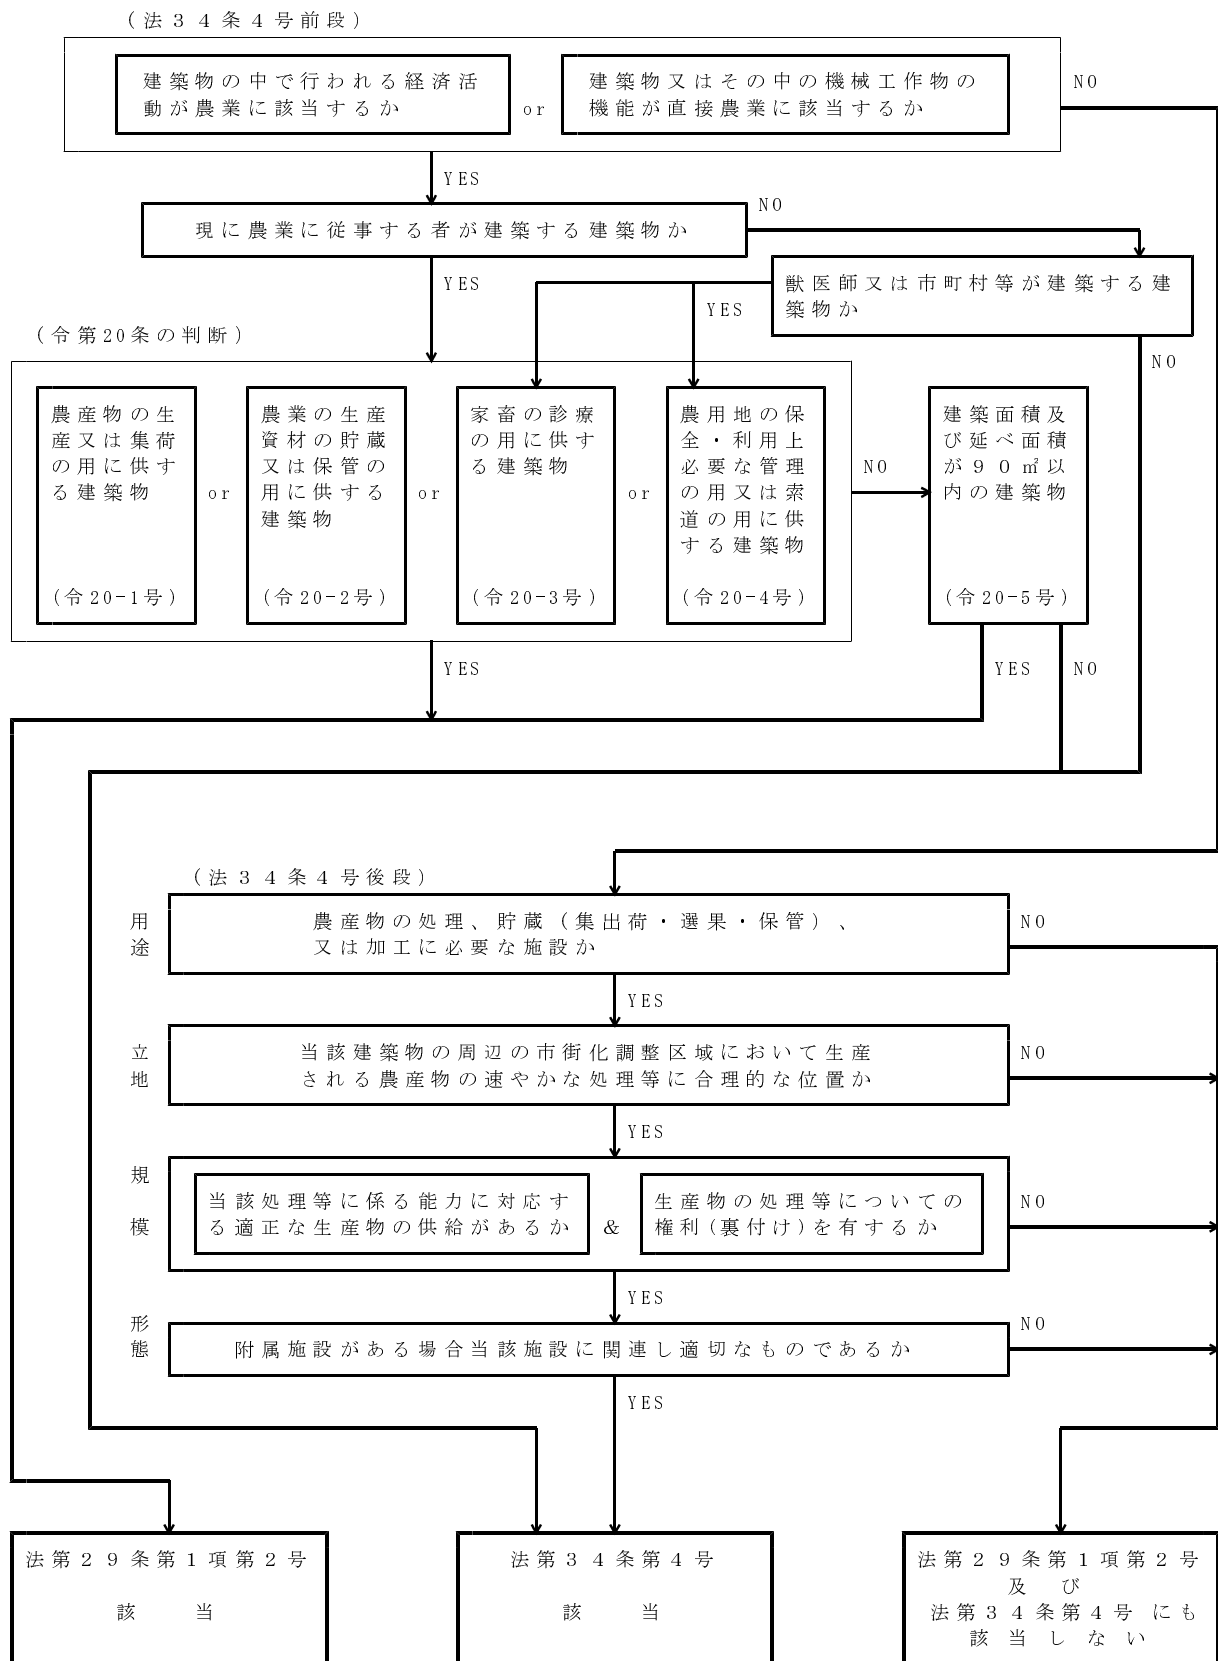 （法３４条４号前段）
建築物の中で行われる経済活
動が農業に該当するか
or
建築物又はその中の機械工作物の
機能が直接農業に該当するか
NO
YES
現に農業に従事する者が建築する建築物か
NO
YES
獣医師又は市町村等が建築する建
築物か
YES
NO
（令第20条の判断）
農産物の生
産又は集荷
の用に供す
る建築物
（令20−1号）
or
農業の生産
資材の貯蔵
又は保管の
用に供する
建築物
（令20−2号）
or
家畜の診療
の用に供す
る建築物
（令20−3号）
or
農用地の保
全・利用上
必要な管理
の用又は索
道の用に供
する建築物
（令20−4号）
NO
建築面積及
び延べ面積
が９０㎡以
内の建築物
（令20−5号）
YES
YES
NO
（法３４条４号後段）
用
途
農産物の処理、貯蔵（集出荷・選果・保管）、
又は加工に必要な施設か
NO
YES
立
地
当該建築物の周辺の市街化調整区域において生産
される農産物の速やかな処理等に合理的な位置か
NO
YES
規
模
当該処理等に係る能力に対応す
る適正な生産物の供給があるか
&
生産物の処理等についての
権利(裏付け)を有するか
NO
YES
形
態
附属施設がある場合当該施設に関連し適切なものであるか
NO
YES
法第２９条第１項第２号
該　　当
法第３４条第４号
該　　当
法第２９条第１項第２号
及　び
法第３４条第４号 にも
該 当 し な い